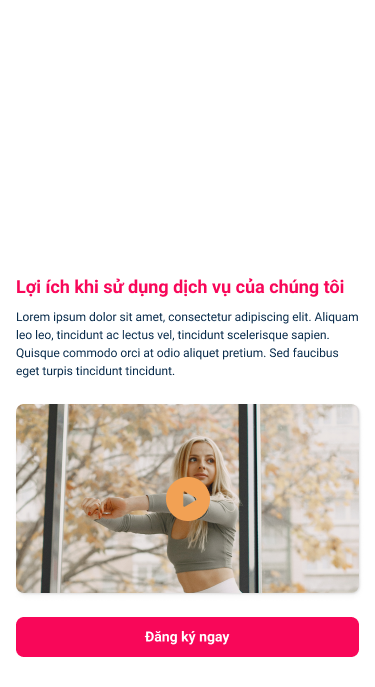 Lợi ích khi sử dụng dịch vụ của chúng tôi
Lorem ipsum dolor sit amet, consectetur adipiscing elit. Aliquam
leo leo, tincidunt ac lectus vel, tincidunt scelerisque sapien.
Quisque commodo orci at odio aliquet pretium. Sed faucibus
eget turpis tincidunt tincidunt.
Đăng ký ngay